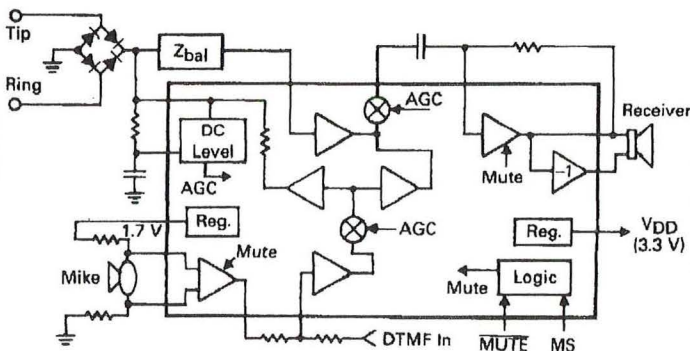 Tip
Zbal
Ring
AGC
Receiver
DC
Level
Mute
-1
AGC
AGC
Reg.
1.7 V
Reg.
VDD
(3.3 V)
Mute
Mike
Mute
Logic
DTMF In
MUTE
MS